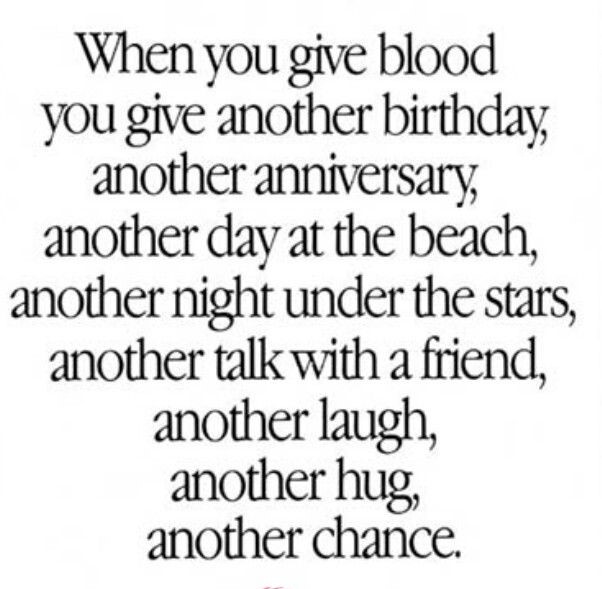 When you give blood
you give another birthday,
another anniversary,
another day at the beach,
another night under the stars,
another talk with a friend,
another laugh,
another hug,
another chance.